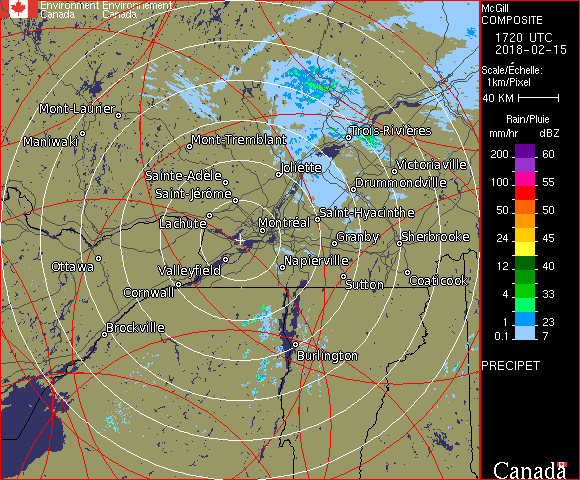 Environment Environnement
Canada Canada
McGill
COMPOSITE
1720 UTC
2018-02-15
Scale/Échelle:
1km/Pixel
40 KM
Rain/Pluie
mm/hr dBZ
200 60
192 57
100 55
50 50
24 45
12 40
4 33
1 23
0.1 7
PRECIPET
Canada
Mont-Laurier
Maniwaki
Mont-Tremblant
Trois-Rivières
Joliette
Victoriaville
Sainte-Adèle
Drummondville
Saint-Jérôme
Saint-Hyacinthe
Lachute
Montréal
Granby
Sherbrooke
Ottawa
Valleyfield
Napierville
Cornwall
Sutton
Coaticook
Brockville
Burlington